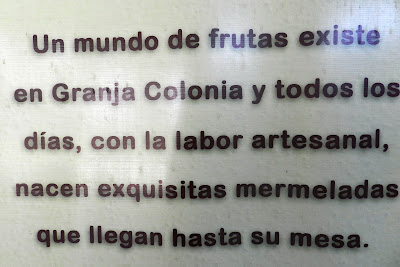 Un mundo de frutas existe
en Granja Colonia y todos los
días, con la labor artesanal,
nacen exquisitas mermeladas
que llegan hasta su mesa.